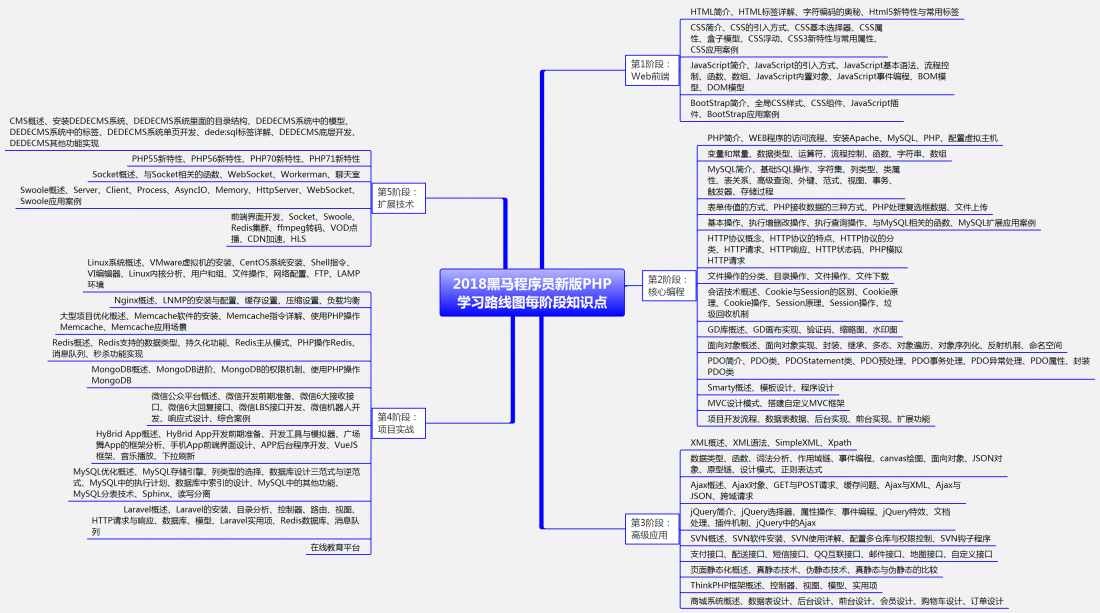 2018黑马程序员新版PHP
学习路线图每阶段知识点
第1阶段：
Web前端
HTML简介、HTML标签详解、字符编码的奥秘、Html5新特性与常用标签
CSS简介、CSS的引入方式、CSS基本选择器、CSS属
性、盒子模型、CSS浮动、CSS3新特性与常用属性、
CSS应用案例
JavaScript简介、JavaScript的引入方式、JavaScript基本语法、流程控
制、函数、数组、JavaScript内置对象、JavaScript事件编程、BOM模
型、DOM模型
BootStrap简介、全局CSS样式、CSS组件、JavaScript插
件、BootStrap应用案例
第2阶段：
核心编程
PHP简介、WEB程序的访问流程、安装Apache、MySQL、PHP、配置虚拟主机
变量和常量、数据类型、运算符、流程控制、函数、字符串、数组
MySQL简介、基础SQL操作、字符集、列类型、类属
性、表关系、高级查询、外键、范式、视图、事务、
触发器、存储过程
表单传值的方式、PHP接收数据的三种方式、PHP处理复选框数据、文件上传
基本操作、执行增删改操作、执行查询操作、与MySQL相关的函数、MySQL扩展应用案例
HTTP协议概念、HTTP协议的特点、HTTP协议的分
类、HTTP请求、HTTP响应、HTTP状态码、PHP模拟
HTTP请求
文件操作的分类、目录操作、文件操作、文件下载
会话技术概述、Cookie与Session的区别、Cookie原
理、Cookie操作、Session原理、Session操作、垃
圾回收机制
GD库概述、GD画布实现、验证码、缩略图、水印图
面向对象概述、面向对象实现、封装、继承、多态、对象遍历、对象序列化、反射机制、命名空间
PDO简介、PDO类、PDOStatement类、PDO预处理、PDO事务处理、PDO异常处理、PDO属性、封装
PDO类
Smarty概述、模板设计、程序设计
MVC设计模式、搭建自定义MVC框架
项目开发流程、数据表数据、后台实现、前台实现、扩展功能
第3阶段：
高级应用
XML概述、XML语法、SimpleXML、Xpath
数据类型、函数、词法分析、作用域链、事件编程、canvas绘图、面向对象、JSON对
象、原型链、设计模式、正则表达式
Ajax概述、Ajax对象、GET与POST请求、缓存问题、Ajax与XML、Ajax与
JSON、跨域请求
jQuery简介、jQuery选择器、属性操作、事件编程、jQuery特效、文档
处理、插件机制、jQuery中的Ajax
SVN概述、SVN软件安装、SVN使用详解、配置多仓库与权限控制、SVN钩子程序
支付接口、配送接口、短信接口、QQ互联接口、邮件接口、地图接口、自定义接口
页面静态化概述、真静态技术、伪静态技术、真静态与伪静态的比较
ThinkPHP框架概述、控制器、视图、模型、实用项
商城系统概述、数据表设计、后台设计、前台设计、会员设计、购物车设计、订单设计
第5阶段：
扩展技术
CMS概述、安装DEDECMS系统、DEDECMS系统里面的目录结构、DEDECMS系统中的模型、
DEDECMS系统中的标签、DEDECMS系统单页开发、dede:sql标签详解、DEDECMS底层开发、
DEDECMS其他功能实现
PHP55新特性、PHP56新特性、PHP70新特性、PHP71新特性
Socket概述、与Socket相关的函数、WebSocket、Workerman、聊天室
Swoole概述、Server、Client、Process、AsyncIO、Memory、HttpServer、WebSocket、
Swoole应用案例
前端界面开发、Socket、Swoole、
Redis集群、ffmpeg转码、VOD点
播、CDN加速、HLS
第4阶段：
项目实战
Linux系统概述、VMware虚拟机的安装、CentOS系统安装、Shell指令、
VI编辑器、Linux内核分析、用户和组、文件操作、网络配置、FTP、LAMP
环境
Nginx概述、LNMP的安装与配置、缓存设置、压缩设置、负载均衡
大型项目优化概述、Memcache软件的安装、Memcache指令详解、使用PHP操作
Memcache、Memcache应用场景
Redis概述、Redis支持的数据类型、持久化功能、Redis主从模式、PHP操作Redis、
消息队列、秒杀功能实现
MongoDB概述、MongoDB进阶、MongoDB的权限机制、使用PHP操作
MongoDB
微信公众平台概述、微信开发前期准备、微信6大接收接
口、微信6大回复接口、微信LBS接口开发、微信机器人开
发、响应式设计、综合案例
HyBrid App概述、HyBrid App开发前期准备、开发工具与模拟器、广场
舞App的框架分析、手机App前端界面设计、APP后台程序开发、VueJS
框架、音乐播放、下拉刷新
MySQL优化概述、MySQL存储引擎、列类型的选择、数据库设计三范式与逆范
式、MySQL中的执行计划、数据库中索引的设计、MySQL中的其他功能、
MySQL分表技术、Sphinx、读写分离
Laravel概述、Laravel的安装、目录分析、控制器、路由、视图、
HTTP请求与响应、数据库、模型、Laravel实用项、Redis数据库、消息队
列
在线教育平台